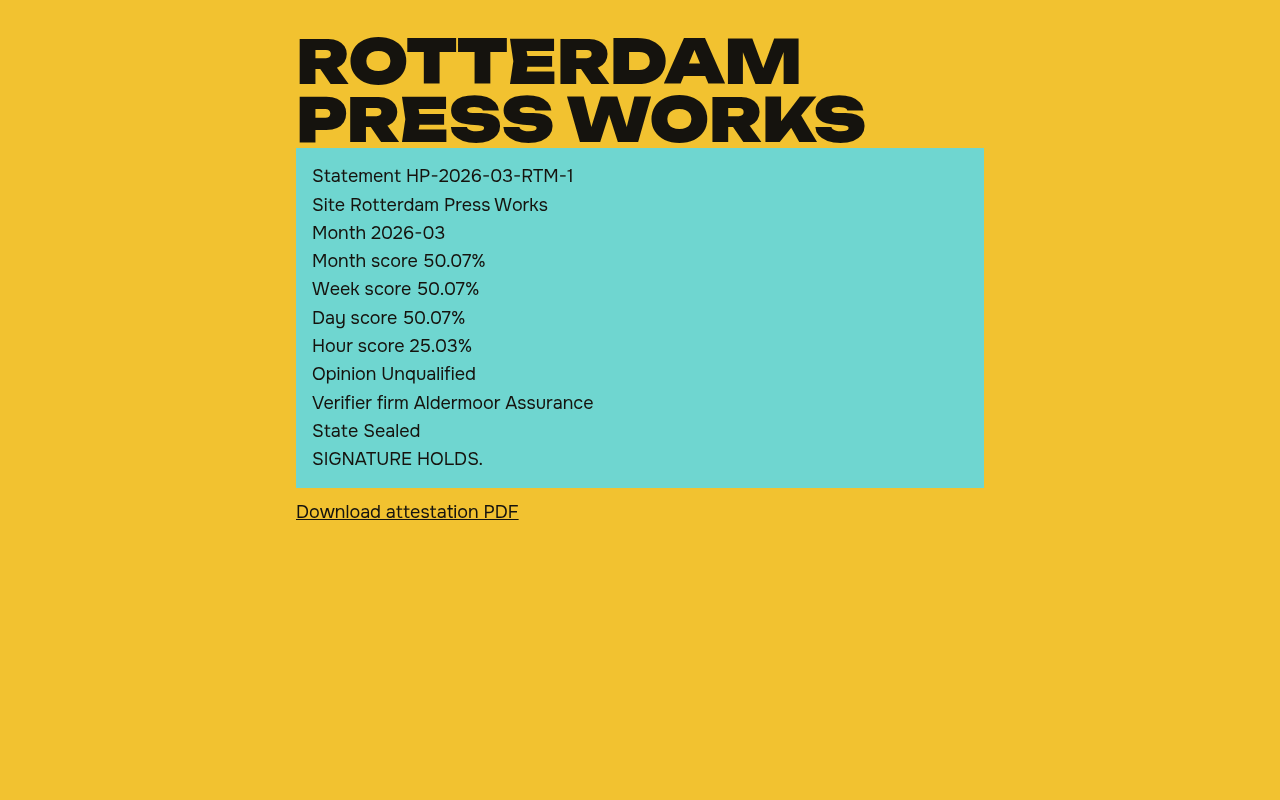 ROTTERDAM
PRESS WORKS
Statement HP-2026-03-RTM-1
Site Rotterdam Press Works
Month 2026-03
Month score 50.07%
Week score 50.07%
Day score 50.07%
Hour score 25.03%
Opinion Unqualified
Verifier firm Aldermoor Assurance
State Sealed
SIGNATURE HOLDS.
Download attestation PDF